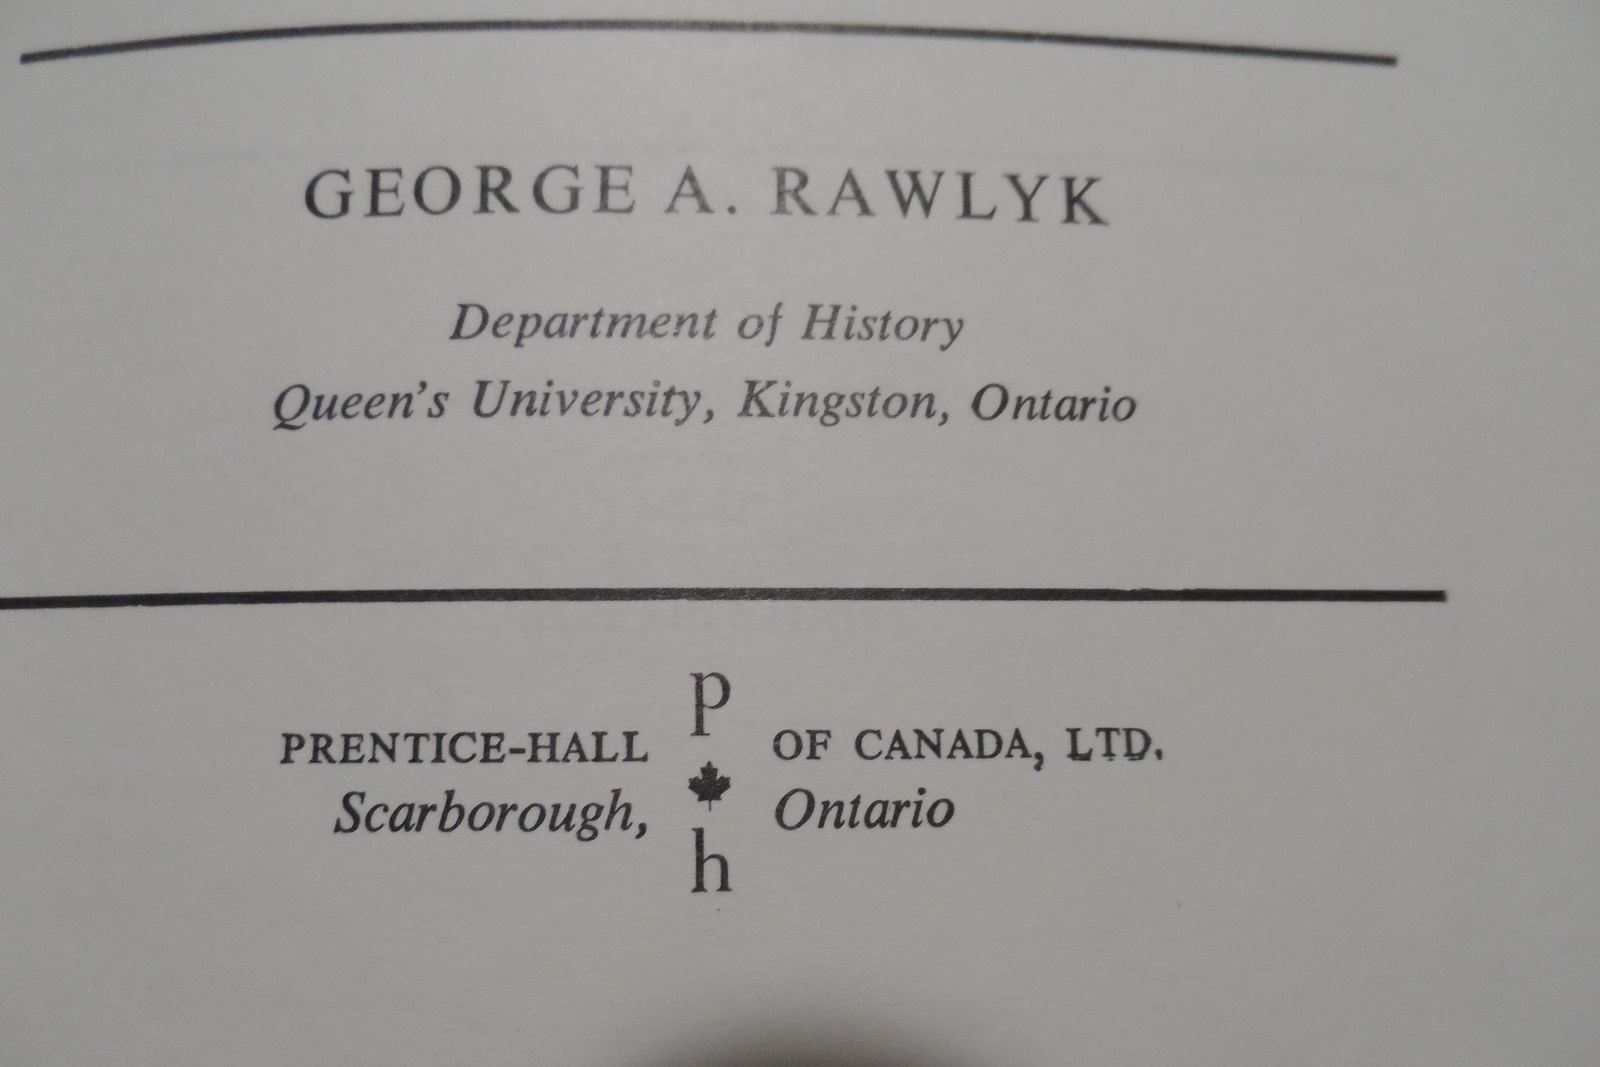 GEORGE A. RAWLYK
Department of History
Queen's University, Kingston, Ontario
p
PRENTICE-HALL OF CANADA, LTD.
Scarborough, Ontario
h